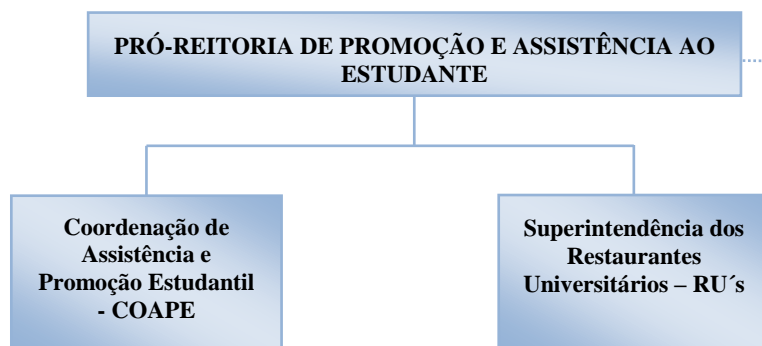 PRÓ-REITORIA DE PROMOÇÃO E ASSISTÊNCIA AO
ESTUDANTE
Coordenação de
Assistência e
Promoção Estudantil
- COAPE
Superintendência dos
Restaurantes
Universitários – RU´s